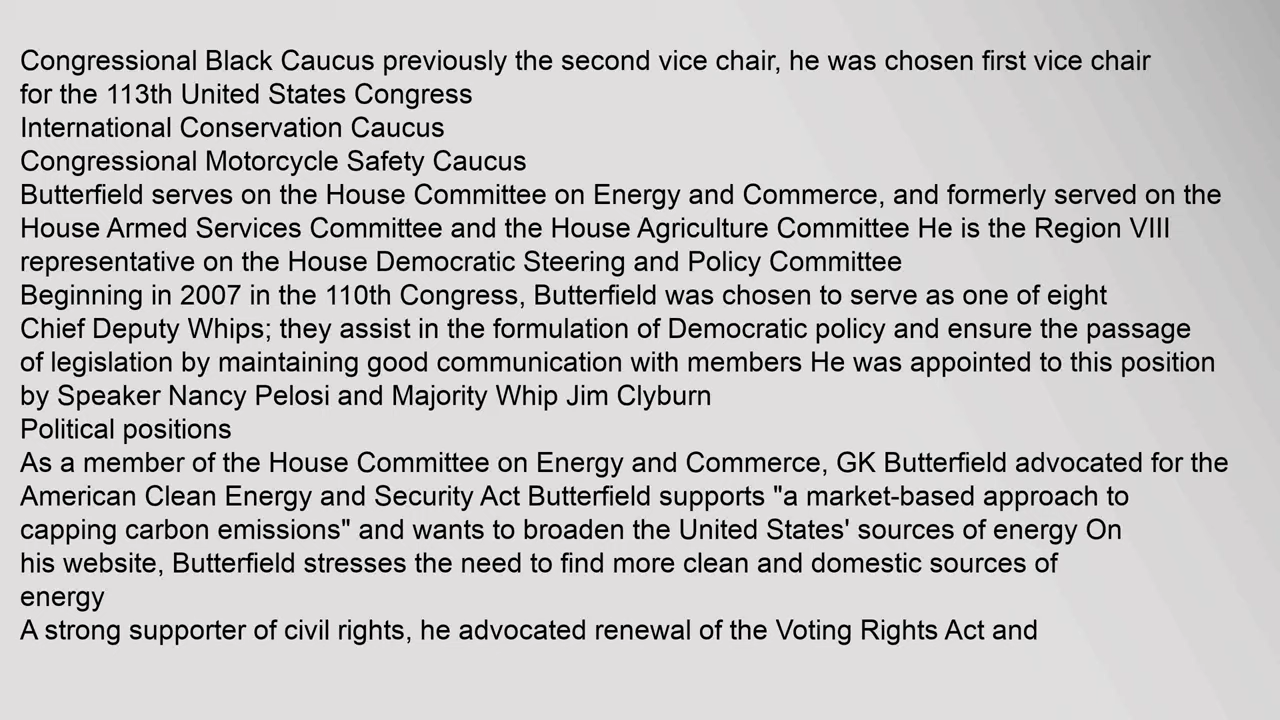 Congressional Black Caucus previously the second vice chair, he was chosen first vice chair
for the 113th United States Congress
International Conservation Caucus
Congressional Motorcycle Safety Caucus
Butterfield serves on the House Committee on Energy and Commerce, and formerly served on the
House Armed Services Committee and the House Agriculture Committee He is the Region VIII
representative on the House Democratic Steering and Policy Committee
Beginning in 2007 in the 110th Congress, Butterfield was chosen to serve as one of eight
Chief Deputy Whips; they assist in the formulation of Democratic policy and ensure the passage
of legislation by maintaining good communication with members He was appointed to this position
by Speaker Nancy Pelosi and Majority Whip Jim Clyburn
Political positions
As a member of the House Committee on Energy and Commerce, GK Butterfield advocated for the
American Clean Energy and Security Act Butterfield supports "a market-based approach to
capping carbon emissions" and wants to broaden the United States' sources of energy On
his website, Butterfield stresses the need to find more clean and domestic sources of
energy
A strong supporter of civil rights, he advocated renewal of the Voting Rights Act and